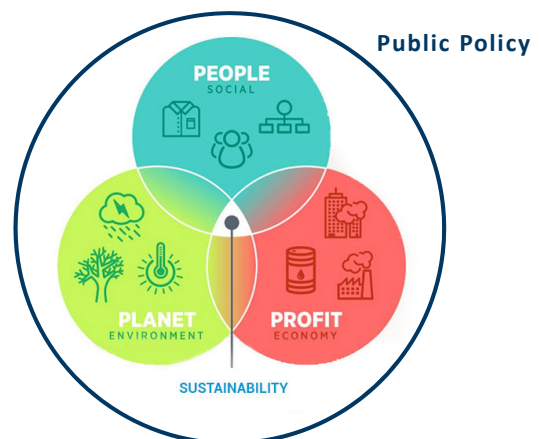 Public Policy
PEOPLE
SOCIAL
PLANET
ENVIRONMENT
PROFIT
ECONOMY
SUSTAINABILITY